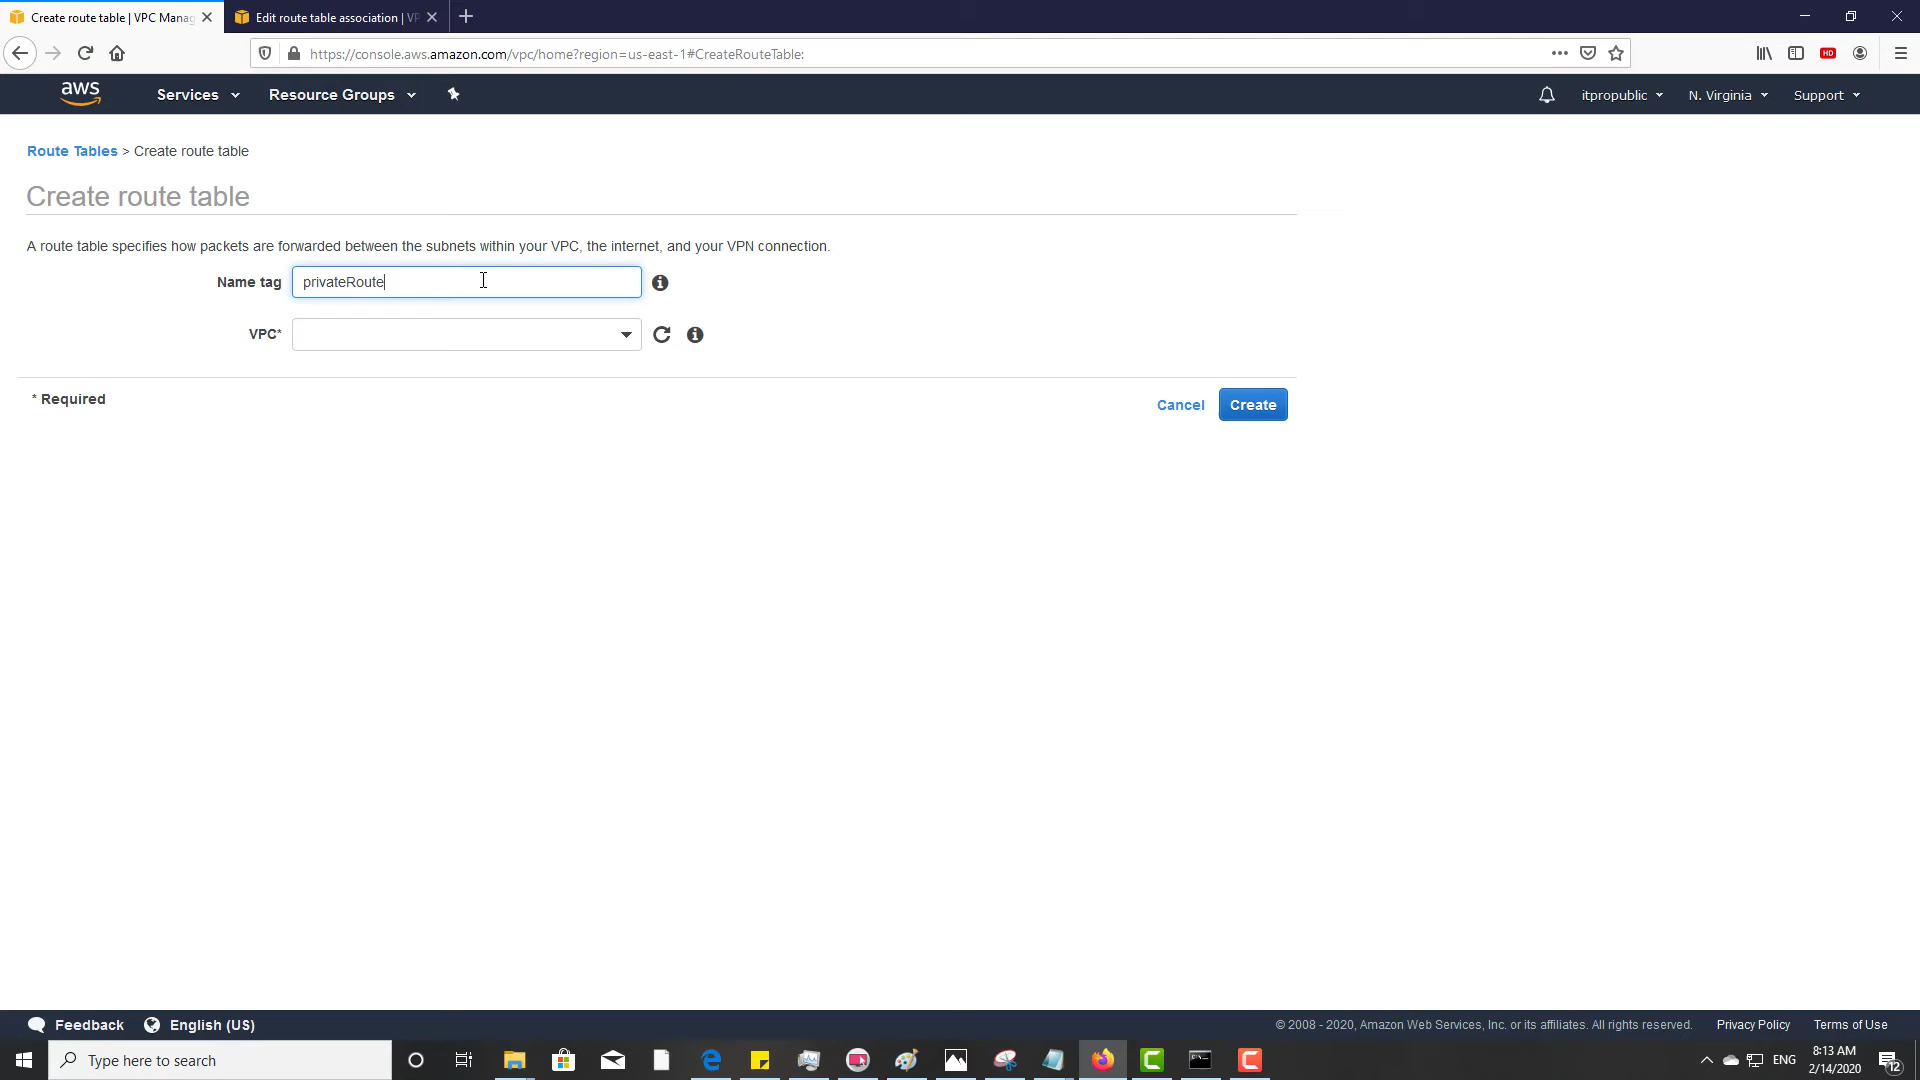 Create route table | VPC Manag
Edit route table association | VP
https://console.aws.amazon.com/vpc/home?region=us-east-1#CreateRouteTable:
HD
aws
Services
Resource Groups
itpropublic
N. Virginia
Support
Route Tables > Create route table
Create route table
A route table specifies how packets are forwarded between the subnets within your VPC, the internet, and your VPN connection.
Name tag
privateRoute
VPC*
* Required
Cancel
Create
Feedback
English (US)
© 2008 - 2020, Amazon Web Services, Inc. or its affiliates. All rights reserved.
Privacy Policy
Terms of Use
Type here to search
ENG
8:13 AM
2/14/2020
12